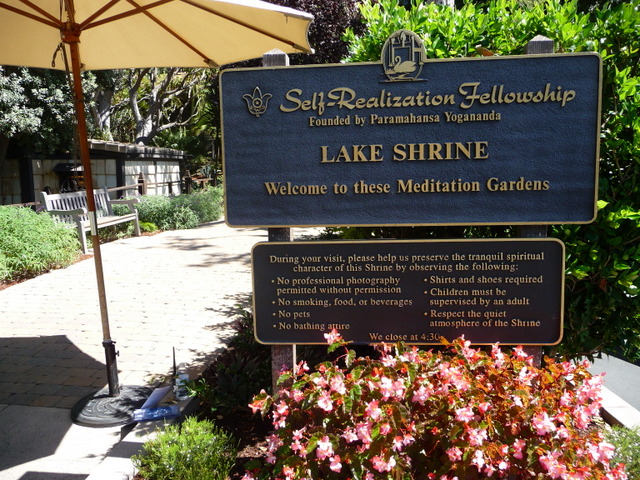 Self-Realization Fellowship
Founded by Paramahansa Yogananda
LAKE SHRINE
Welcome to these Meditation Gardens
During your visit, please help us preserve the tranquil spiritual
character of this Shrine by observing the following:
• No professional photography
permitted without permission
• No smoking, food, or beverages
• No pets
• No bathing attire
• Shirts and shoes required
• Children must be
supervised by an adult
• Respect the quiet
atmosphere of the Shrine
We close at 4:30